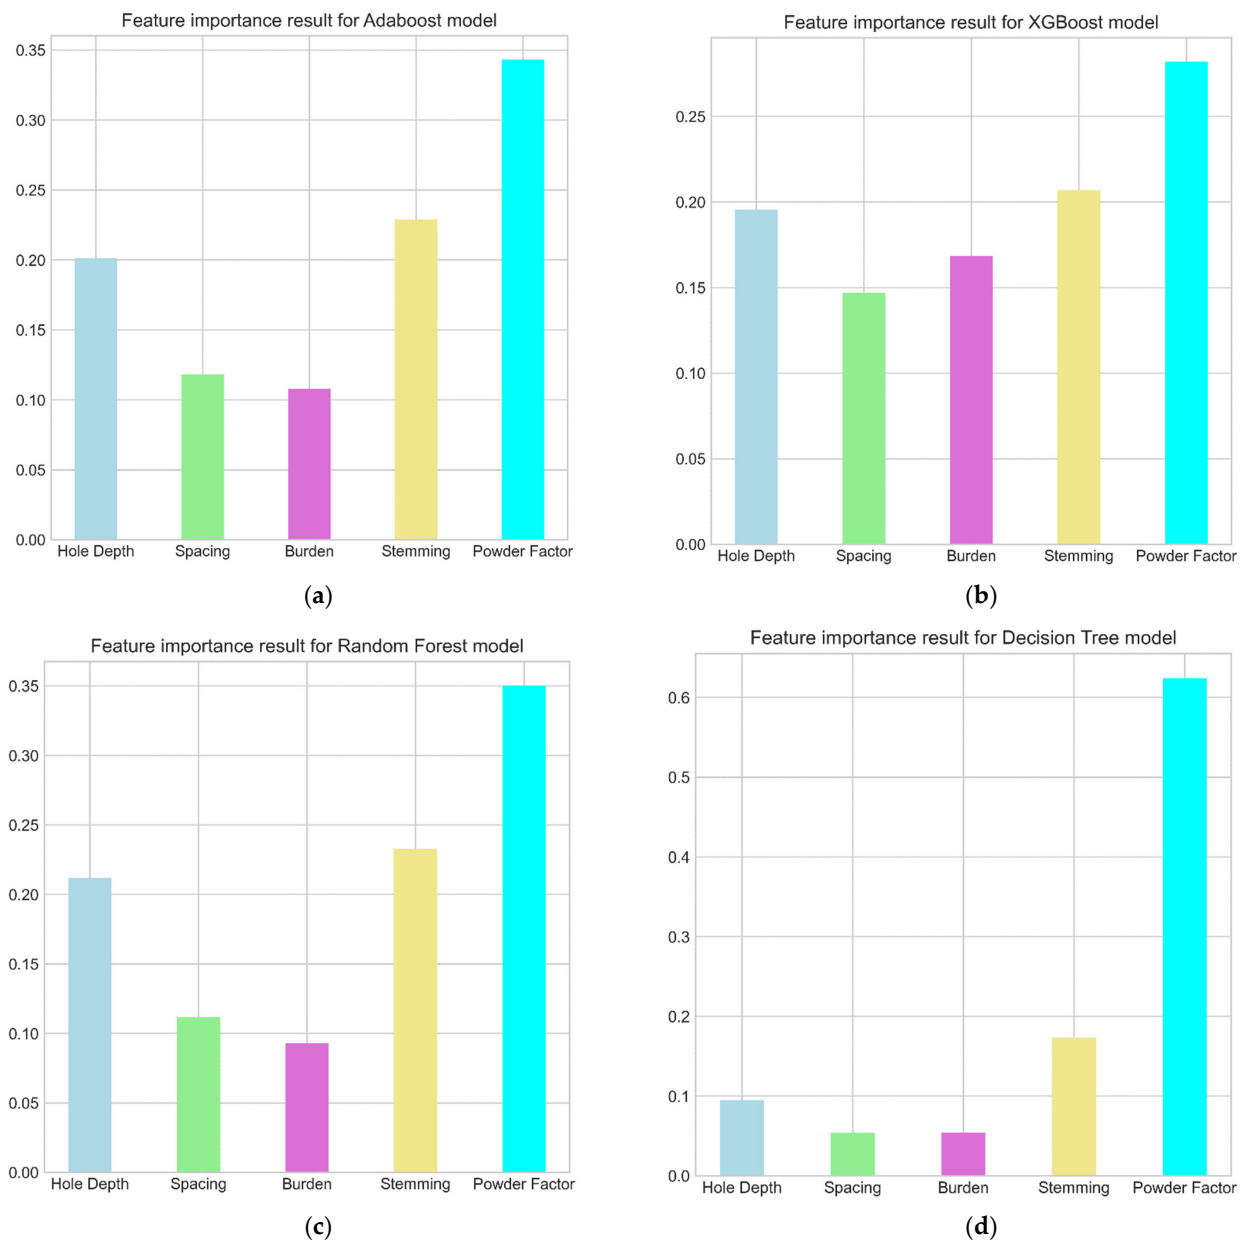 Feature importance result for Adaboost model
0.35
0.30
0.25
0.20
0.15
0.10
0.05
0.00
Hole Depth Spacing Burden Stemming Powder Factor
(a)
Feature importance result for XGBoost model
0.25
0.20
0.15
0.10
0.05
0.00
Hole Depth Spacing Burden Stemming Powder Factor
(b)
Feature importance result for Random Forest model
0.35
0.30
0.25
0.20
0.15
0.10
0.05
0.00
Hole Depth Spacing Burden Stemming Powder Factor
(c)
Feature importance result for Decision Tree model
0.6
0.5
0.4
0.3
0.2
0.1
0.0
Hole Depth Spacing Burden Stemming Powder Factor
(d)